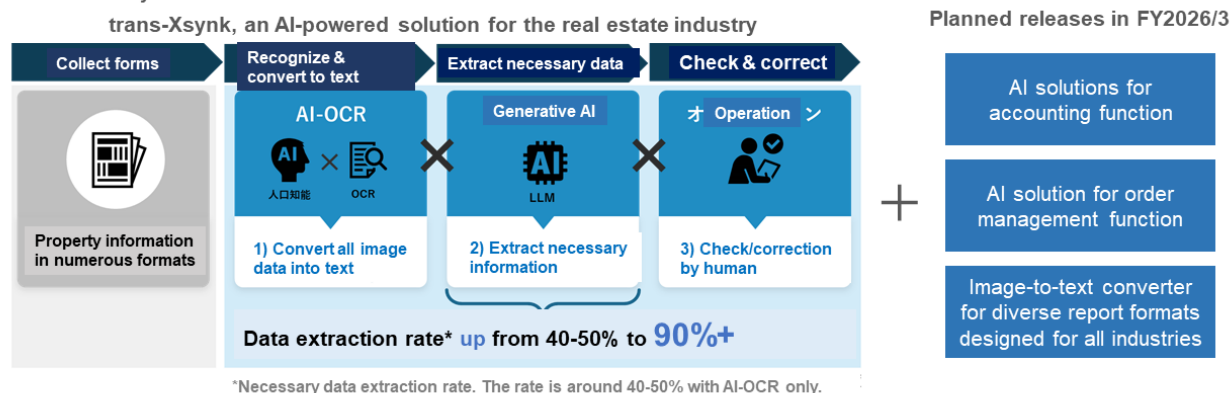 trans-Xsynk, an AI-powered solution for the real estate industry
Planned releases in FY2026/3
Collect forms
Recognize &
convert to text
Extract necessary data
Check & correct
AI-OCR
Generative AI
オ Operation ン
AI
人口知能
OCR
AI
LLM
Property information
in numerous formats
1) Convert all image
data into text
2) Extract necessary
information
3) Check/correction
by human
Data extraction rate* up from 40-50% to 90%+
*Necessary data extraction rate. The rate is around 40-50% with AI-OCR only.
AI solutions for
accounting function
AI solution for order
management function
Image-to-text converter
for diverse report formats
designed for all industries